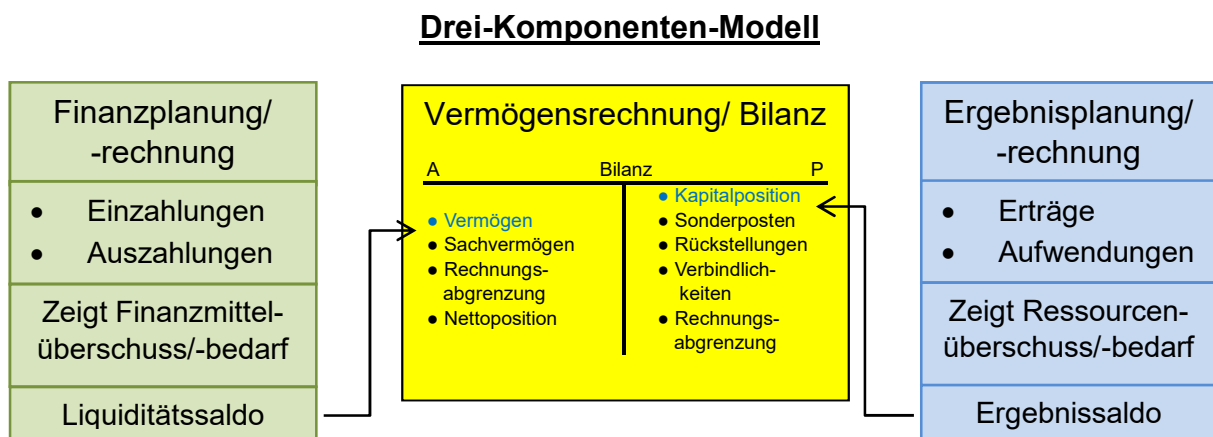 Drei-Komponenten-Modell
Finanzplanung/
-rechnung
• Einzahlungen
• Auszahlungen
Zeigt Finanzmittel-
überschuss/-bedarf
Liquiditätssaldo
Vermögensrechnung/ Bilanz
A Bilanz P
● Vermögen
● Sachvermögen
● Rechnungs-
abgrenzung
● Nettoposition
● Kapitalposition
● Sonderposten
● Rückstellungen
● Verbindlich-
keiten
● Rechnungs-
abgrenzung
Ergebnisplanung/
-rechnung
• Erträge
• Aufwendungen
Zeigt Ressourcen-
überschuss/-bedarf
Ergebnissaldo